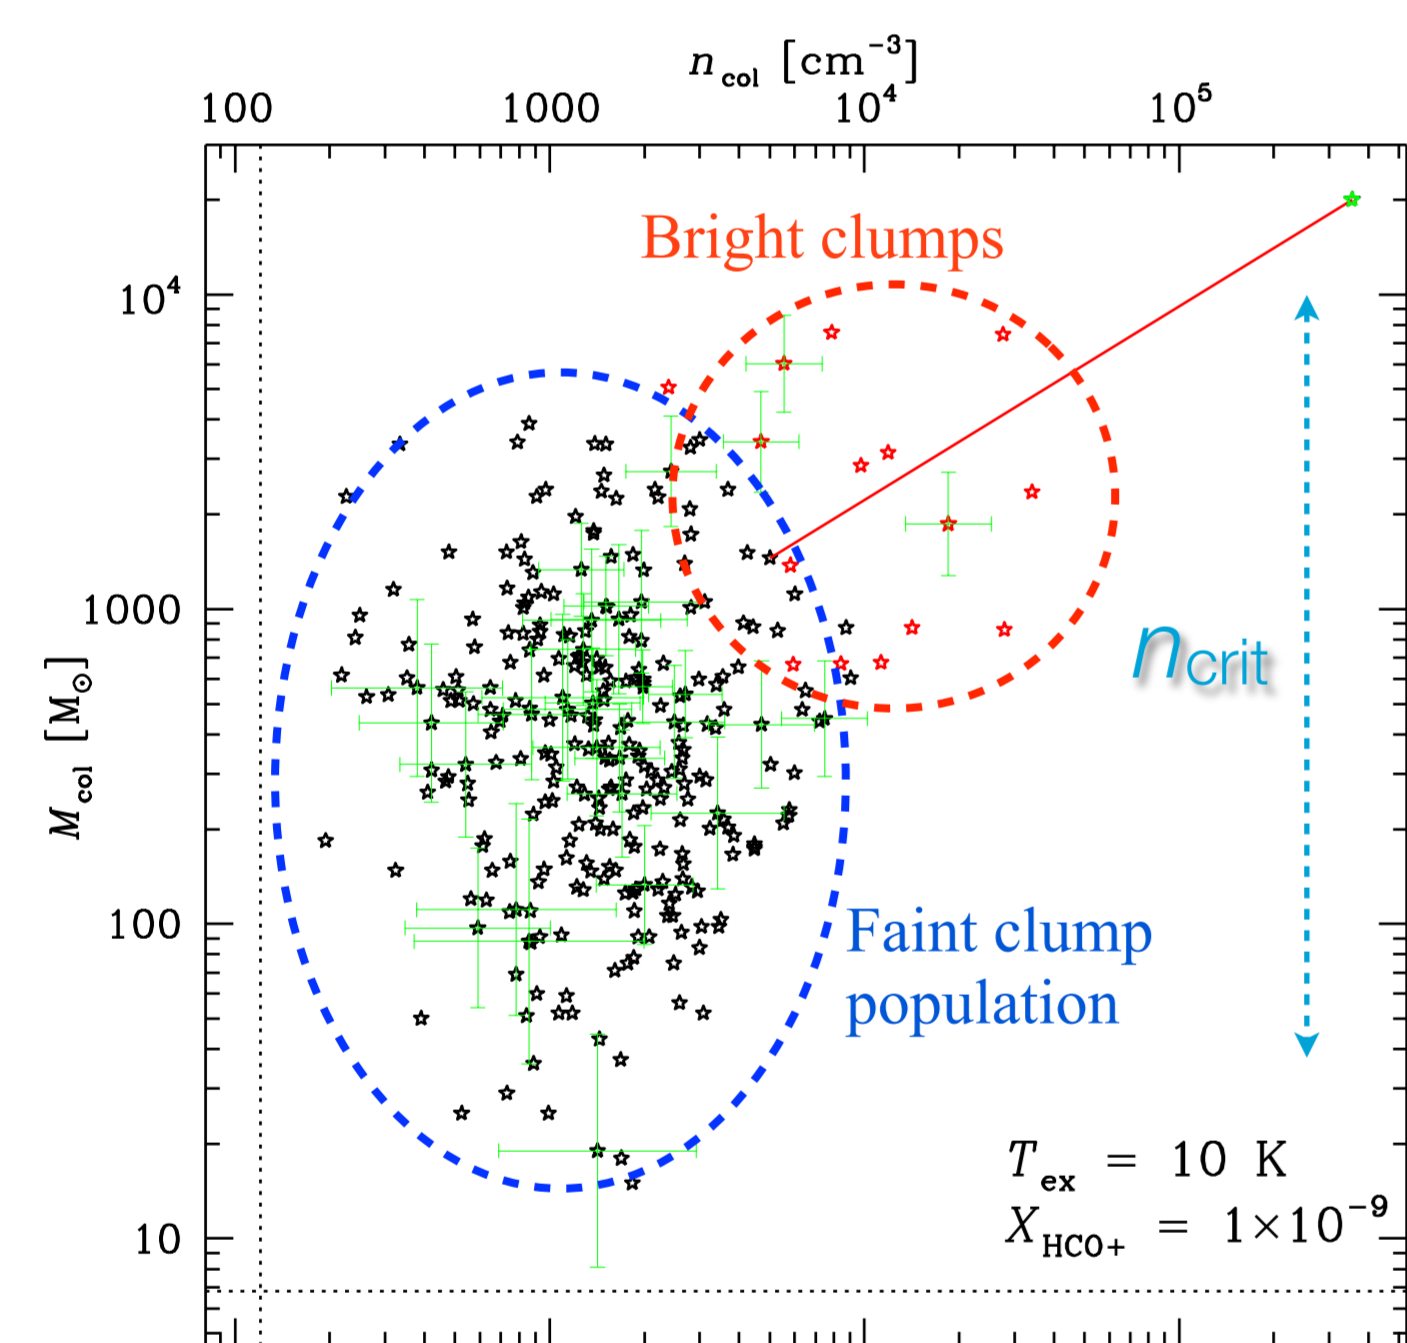 n_col [cm^−3]
100 1000 10^4 10^5
Bright clumps
10^4
1000
n_crit
M_col [M_⊙]
100
Faint clump
population
T_ex = 10 K
X_HCO+ = 1×10^−9
10